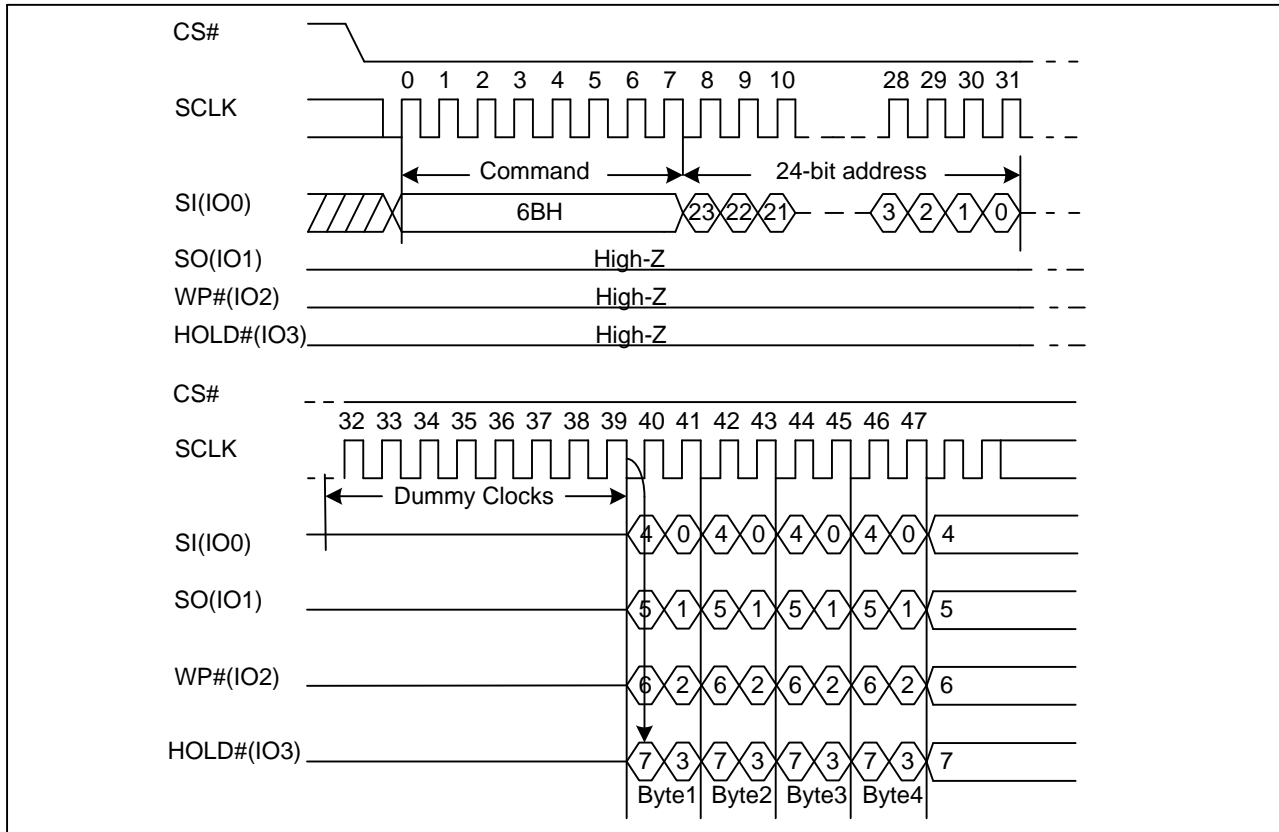 CS#
0 1 2 3 4 5 6 7 8 9 10 28 29 30 31
SCLK
Command 24-bit address
SI(IO0) 6BH 23 22 21 3 2 1 0
SO(IO1) High-Z
WP#(IO2) High-Z
HOLD#(IO3) High-Z
CS#
32 33 34 35 36 37 38 39 40 41 42 43 44 45 46 47
SCLK
Dummy Clocks
SI(IO0) 4 0 4 0 4 0 4 0 4
SO(IO1) 5 1 5 1 5 1 5 1 5
WP#(IO2) 6 2 6 2 6 2 6 2 6
HOLD#(IO3) 7 3 7 3 7 3 7 3 7
Byte1 Byte2 Byte3 Byte4